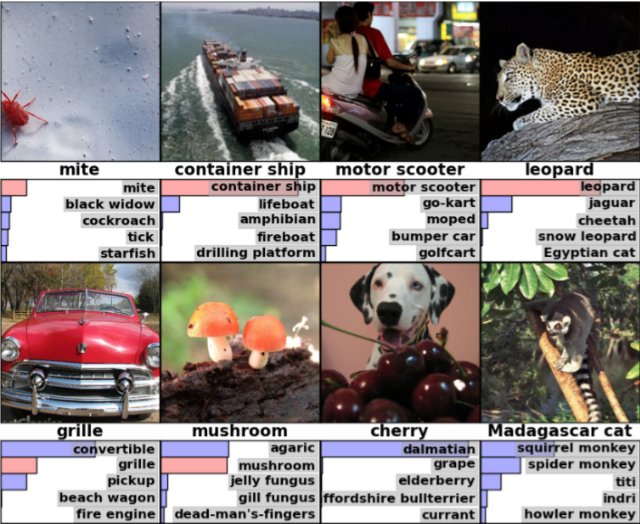 mite
container ship
motor scooter
leopard
mite
black widow
cockroach
tick
starfish
container ship
lifeboat
amphibian
fireboat
drilling platform
motor scooter
go-kart
moped
bumper car
golfcart
leopard
jaguar
cheetah
snow leopard
Egyptian cat
grille
mushroom
cherry
Madagascar cat
convertible
grille
pickup
beach wagon
fire engine
agaric
mushroom
jelly fungus
gill fungus
dead-man's-fingers
dalmatian
grape
elderberry
ffordshire bullterrier
currant
squirrel monkey
spider monkey
titi
indri
howler monkey